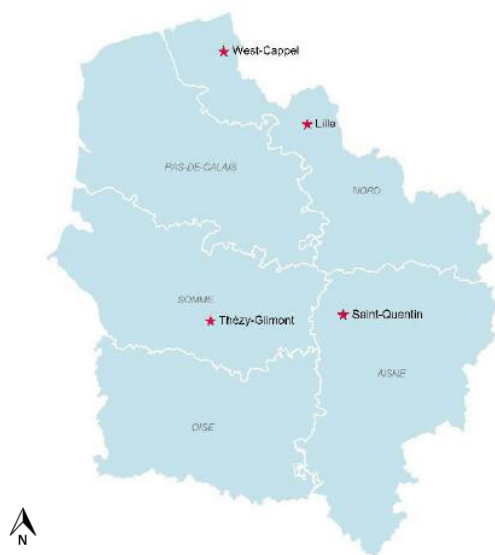 West-Cappel
Lille
PAS-DE-CALAIS
NORD
SOMME
Thézy-Glimont
Saint-Quentin
AISNE
OISE
N